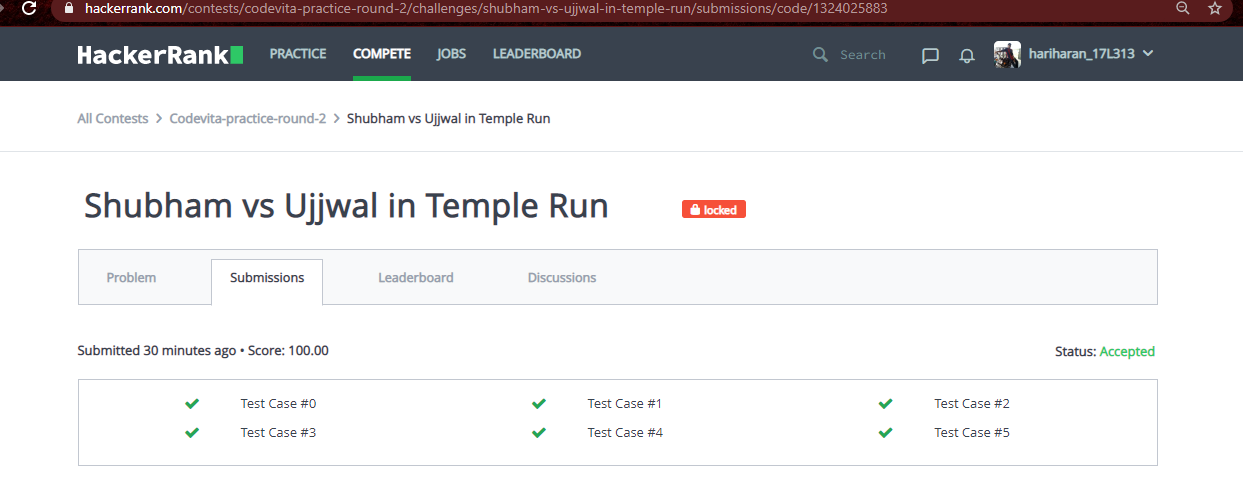 hackerrank.com/contests/codevita-practice-round-2/challenges/shubham-vs-ujjwal-in-temple-run/submissions/code/1324025883
HackerRank PRACTICE COMPETE JOBS LEADERBOARD Search hariharan_17L313
All Contests > Codevita-practice-round-2 > Shubham vs Ujjwal in Temple Run
Shubham vs Ujjwal in Temple Run locked
Problem Submissions Leaderboard Discussions
Submitted 30 minutes ago • Score: 100.00 Status: Accepted
Test Case #0 Test Case #1 Test Case #2
Test Case #3 Test Case #4 Test Case #5